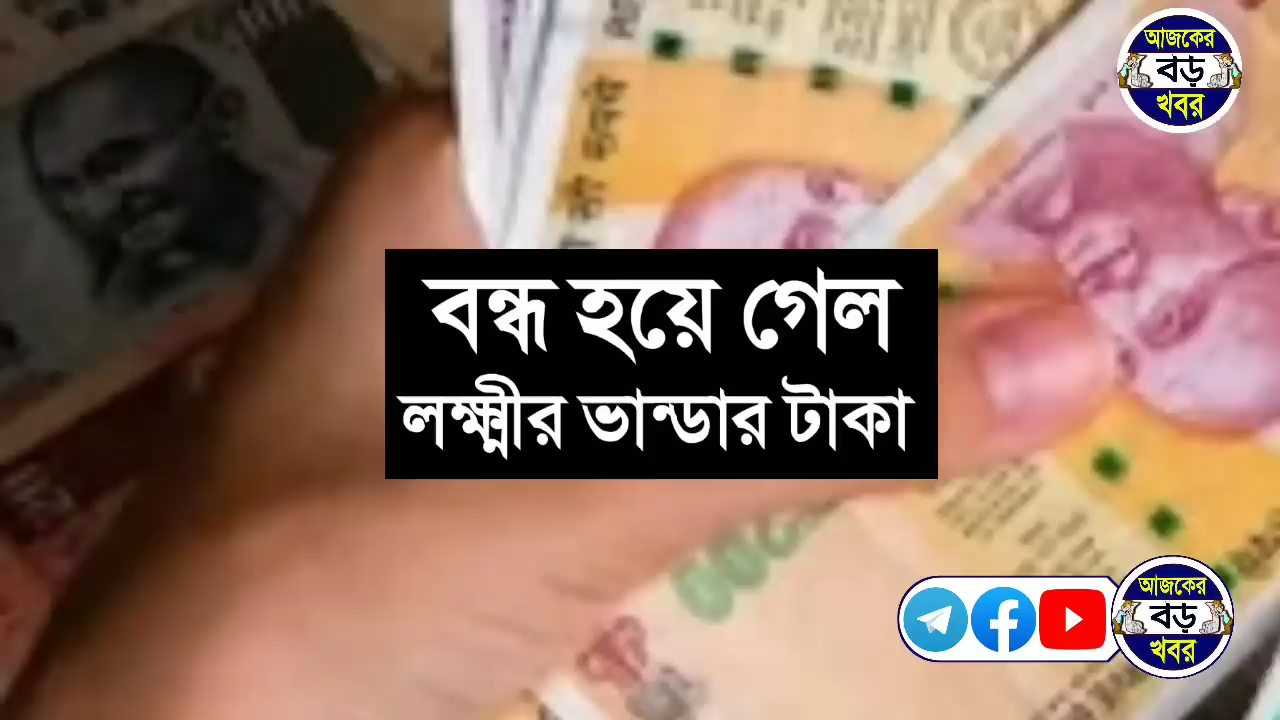 আজকের
বড়
খবর
বন্ধ হয়ে গেল
লক্ষ্মীর ভান্ডার টাকা
আজকের
বড়
খবর